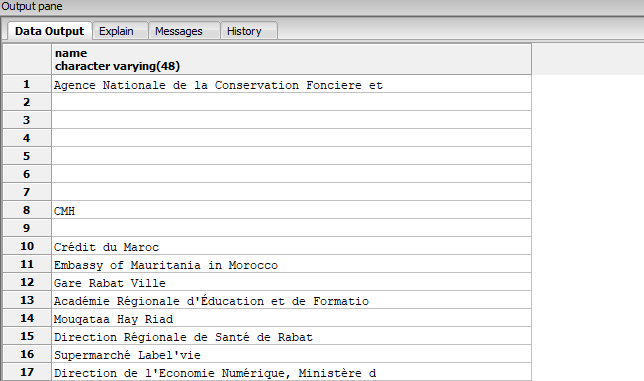 Output pane
Data Output Explain Messages History
name
character varying(48)
1 Agence Nationale de la Conservation Fonciere et
2
3
4
5
6
7
8 CMH
9
10 Crédit du Maroc
11 Embassy of Mauritania in Morocco
12 Gare Rabat Ville
13 Académie Régionale d'Éducation et de Formatio
14 Mouqataa Hay Riad
15 Direction Régionale de Santé de Rabat
16 Supermarché Label'vie
17 Direction de l'Economie Numérique, Ministère d